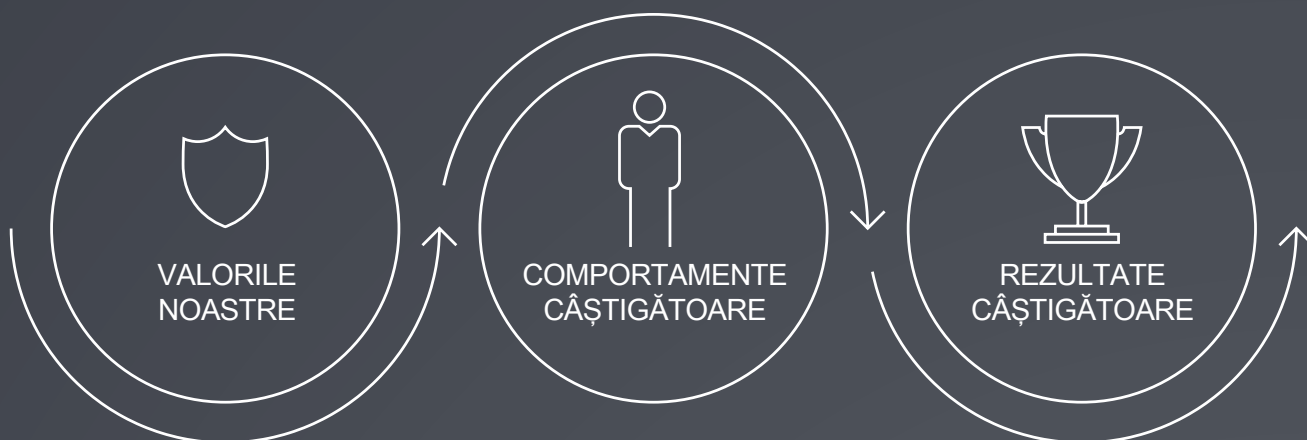 VALORILE
NOASTRE
COMPORTAMENTE
CÂȘTIGĂTOARE
REZULTATE
CÂȘTIGĂTOARE